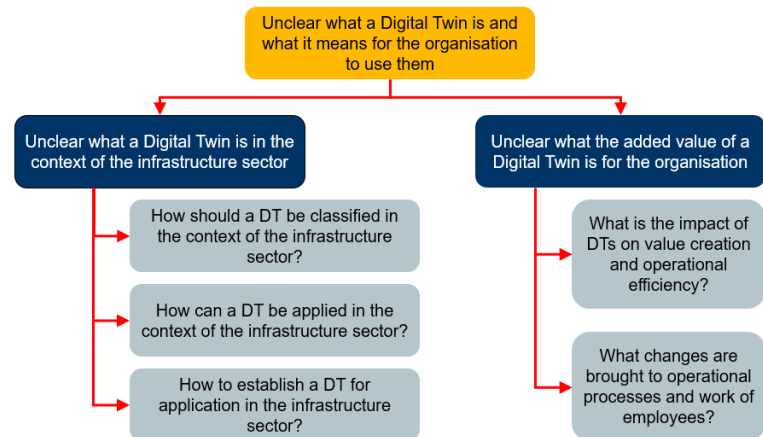 Unclear what a Digital Twin is and
what it means for the organisation
to use them
Unclear what a Digital Twin is in the
context of the infrastructure sector
Unclear what the added value of a
Digital Twin is for the organisation
How should a DT be classified in
the context of the infrastructure
sector?
How can a DT be applied in the
context of the infrastructure sector?
How to establish a DT for
application in the infrastructure
sector?
What is the impact of
DTs on value creation
and operational
efficiency?
What changes are
brought to operational
processes and work of
employees?